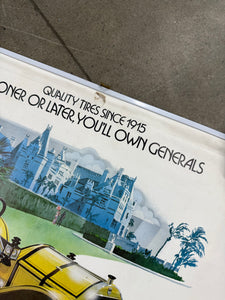 QUALITY TIRES SINCE 1915
ONER OR LATER, YOU'LL OWN GENERALS